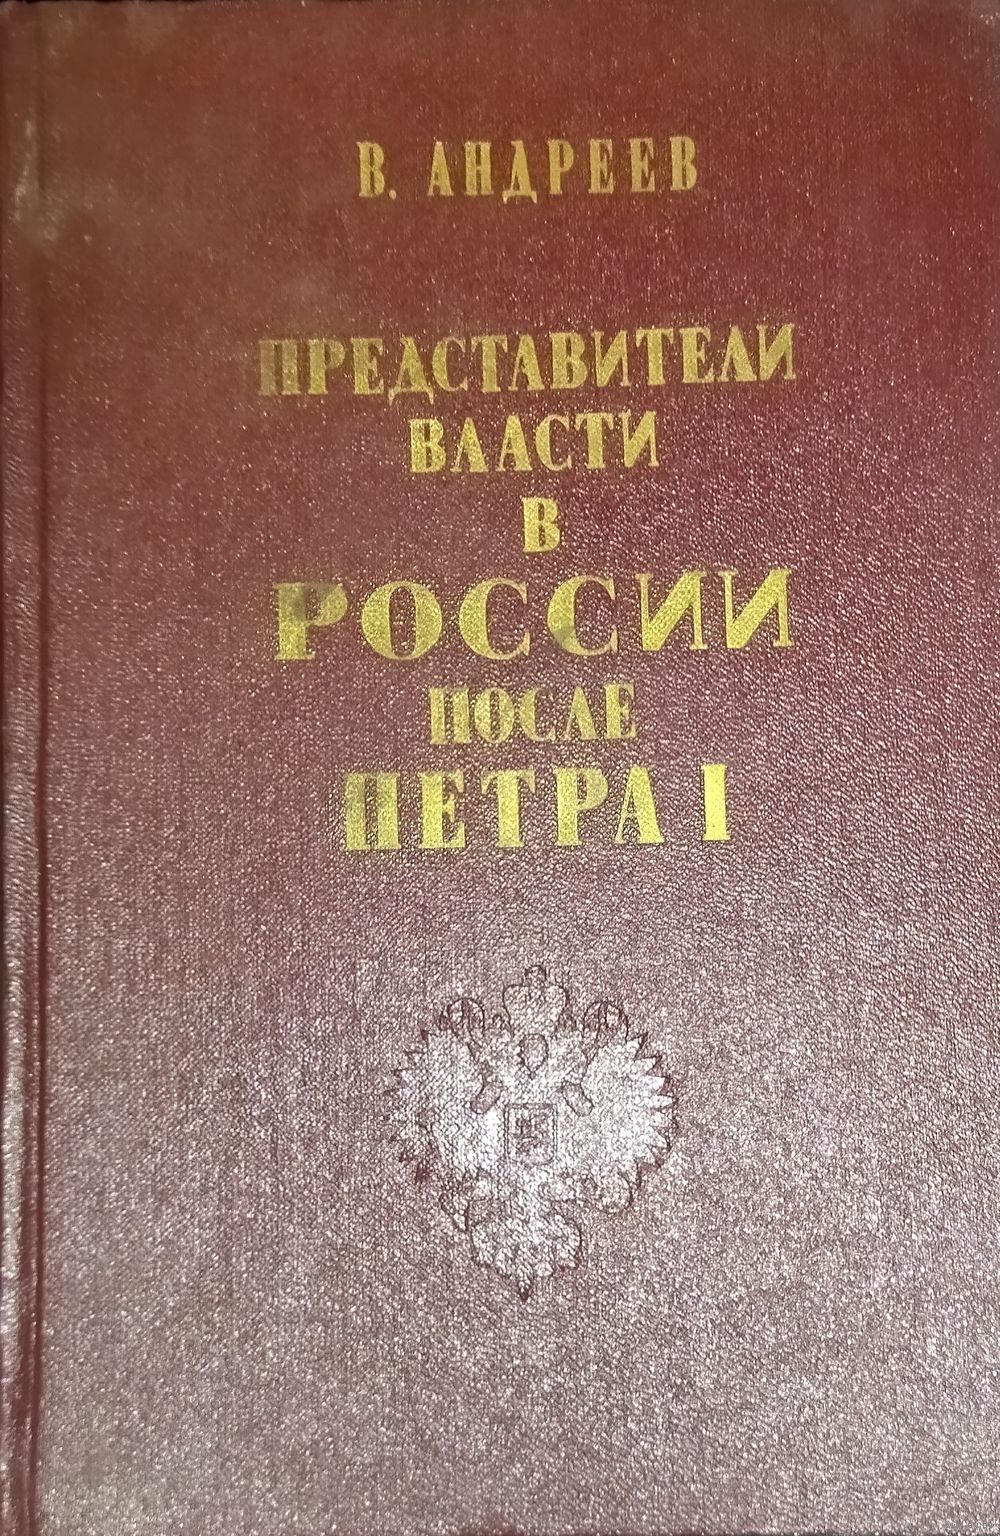 В. АНДРЕЕВ
ПРЕДСТАВИТЕЛИ
ВЛАСТИ
В
РОССИИ
ПОСЛЕ
ПЕТРА I